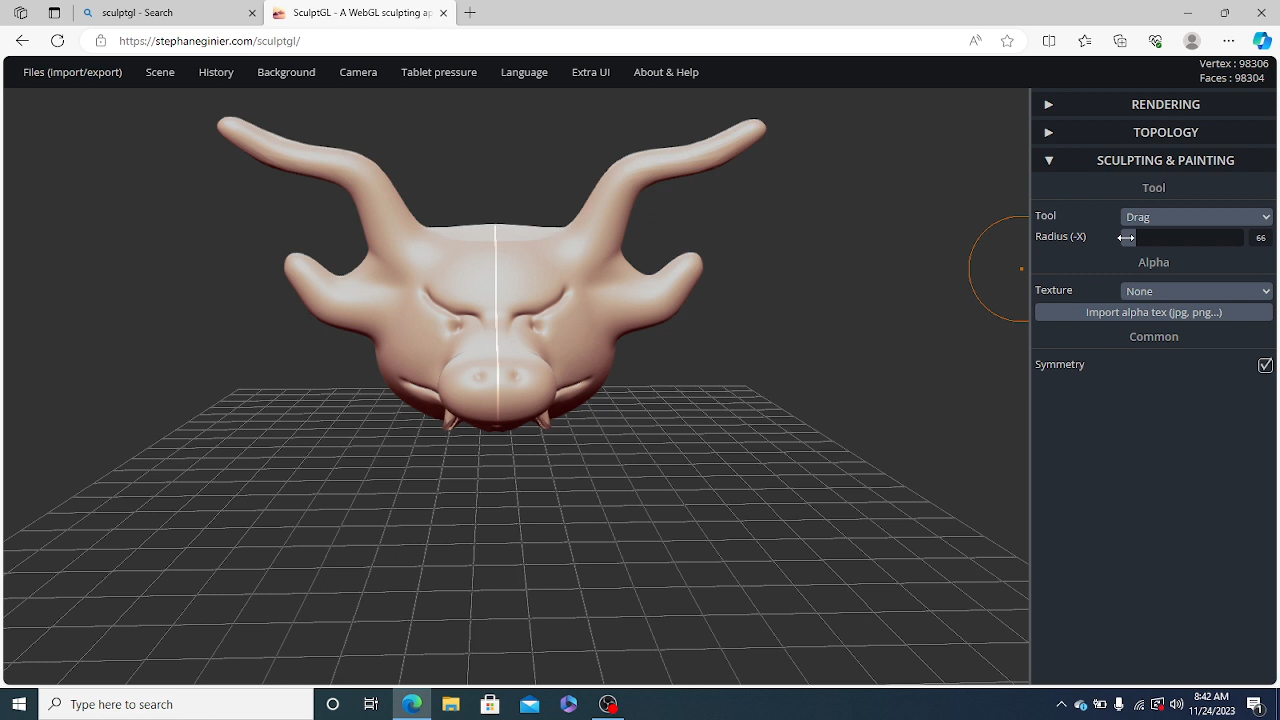 sculptgl - Search
SculptGL - A WebGL sculpting ap
https://stephaneginier.com/sculptgl/
Files (import/export) Scene History Background Camera Tablet pressure Language Extra UI About & Help
Vertex : 98306
Faces : 98304
RENDERING
TOPOLOGY
SCULPTING & PAINTING
Tool
Tool Drag
Radius (-X) 66
Alpha
Texture None
Import alpha tex (jpg, png...)
Common
Symmetry
Type here to search
8:42 AM
11/24/2023